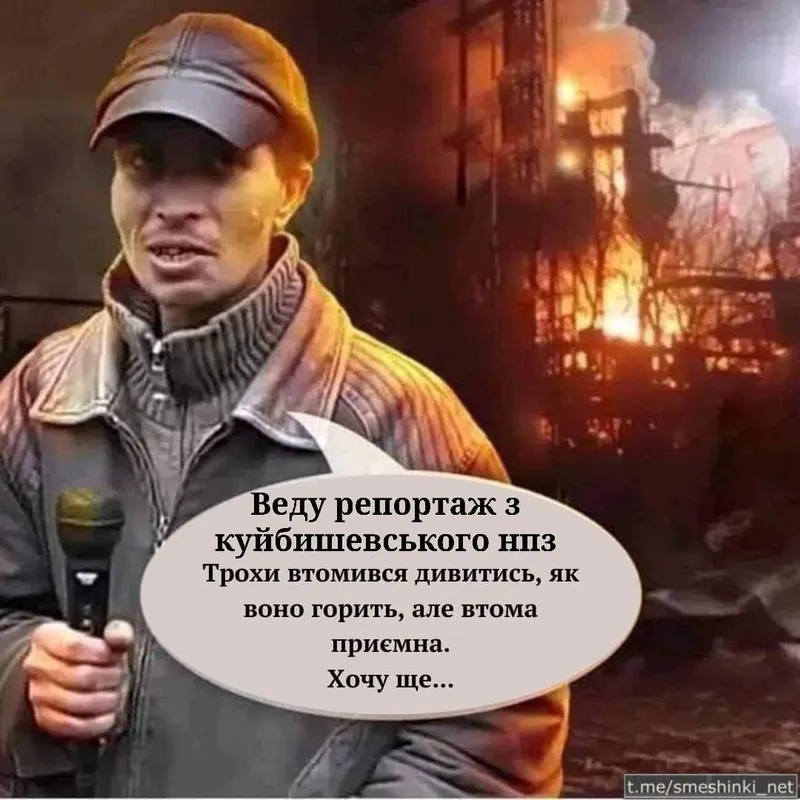 Веду репортаж з
куйбишевського нпз
Трохи втомився дивитись, як
воно горить, але втома
приємна.
Хочу ще...
t.me/smeshinki_net